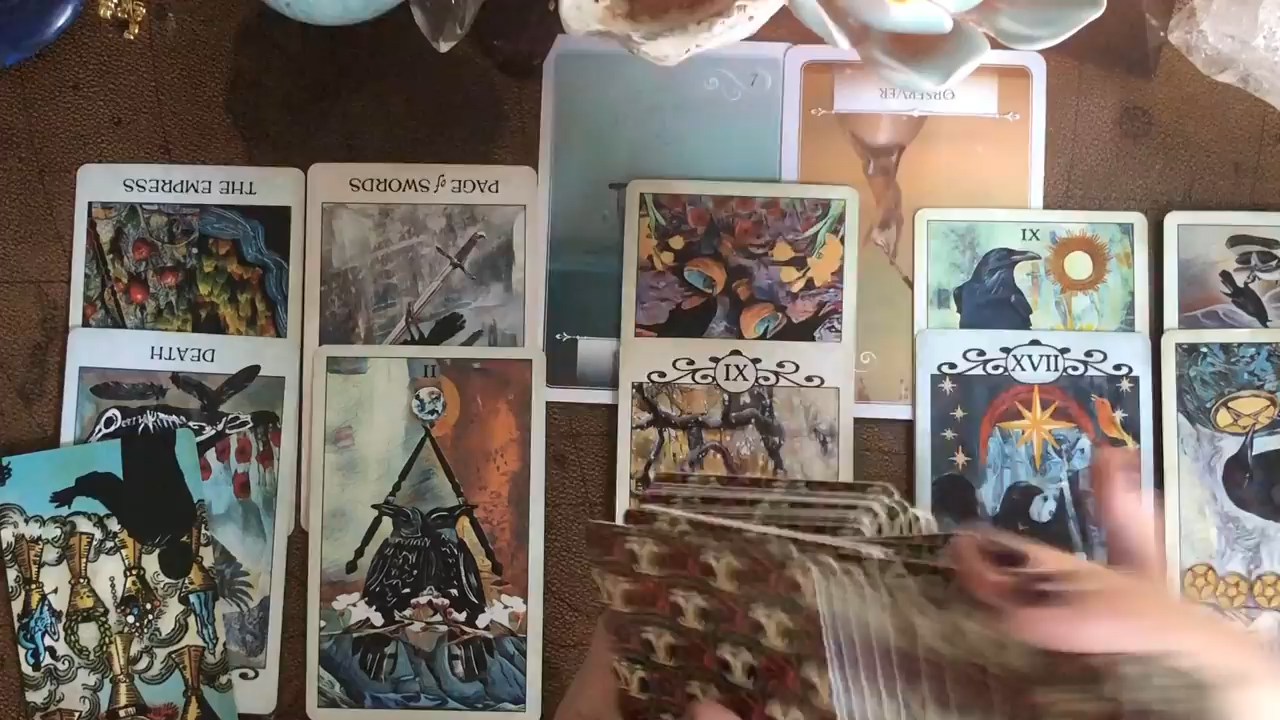 7
OBSERVER
THE EMPRESS
PAGE of SWORDS
IX
DEATH
II
IX
XVII